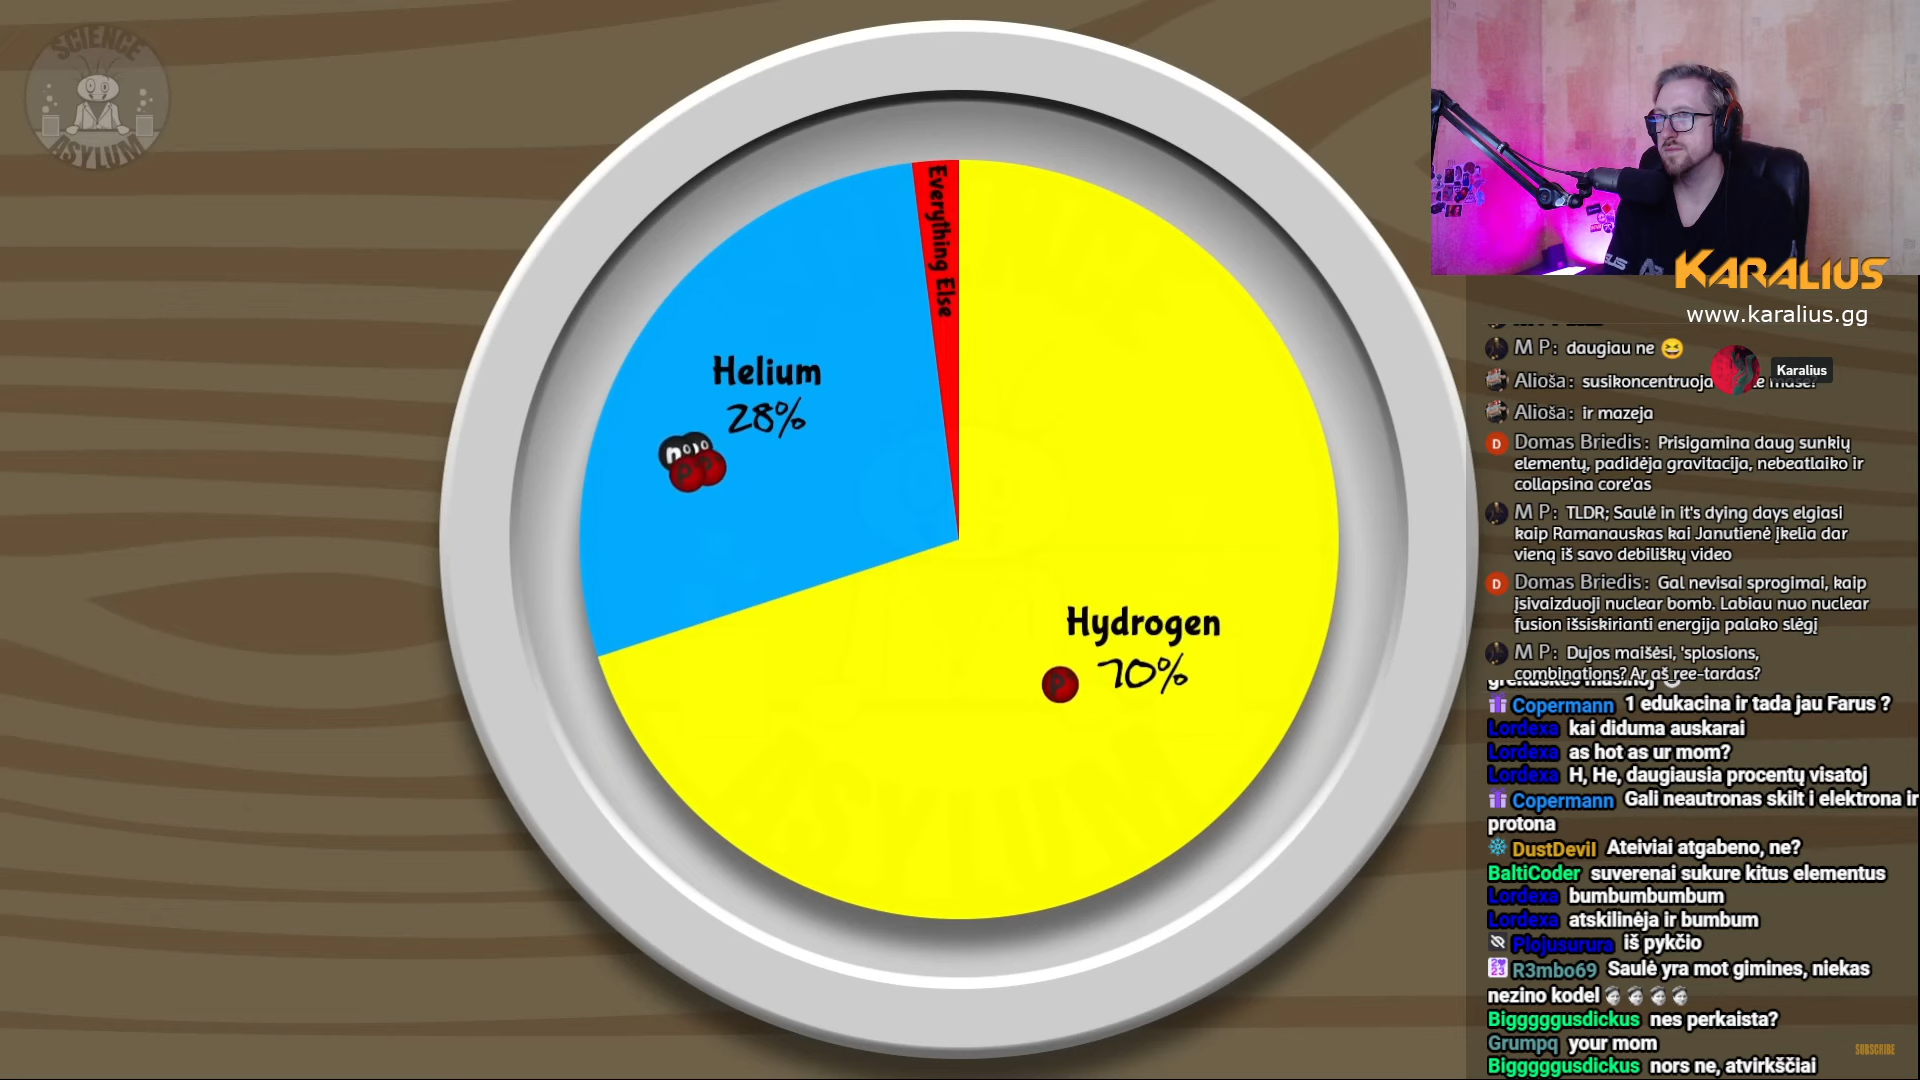 SCIENCE
ASYLUM
Everything Else
Helium
28%
Hydrogen
70%
KARALIUS
www.karalius.gg
M P: daugiau ne 😆
Karalius
Alioša: susikoncentruoja
Alioša: ir mazeja
D Domas Briedis: Prisigamina daug sunkių
elementų, padidėja gravitacija, nebeatlaiko ir
collapsina core'as
M P: TLDR; Saulė in it's dying days elgiasi
kaip Ramanauskas kai Janutienė įkelia dar
vieną iš savo debiliškų video
D Domas Briedis: Gal nevisai sprogimai, kaip
įsivaizduoji nuclear bomb. Labiau nuo nuclear
fusion išsiskirianti energija palako slėgį
M P: Dujos maišėsi, 'splosions,
combinations? Ar aš ree-tardas?
Copermann 1 edukacina ir tada jau Farus ?
Lordexa kai diduma auskarai
Lordexa as hot as ur mom?
Lordexa H, He, daugiausia procentų visatoj
Copermann Gali neautronas skilt i elektrona ir
protona
DustDevil Ateiviai atgabeno, ne?
BaltiCoder suverenai sukure kitus elementus
Lordexa bumbumbumbum
Lordexa atskilinėja ir bumbum
Plojusurura iš pykčio
R3mbo69 Saulė yra mot gimines, niekas
nezino kodel
Bigggggusdickus nes perkaista?
Grumpq your mom
Bigggggusdickus nors ne, atvirkščiai
SUBSCRIBE